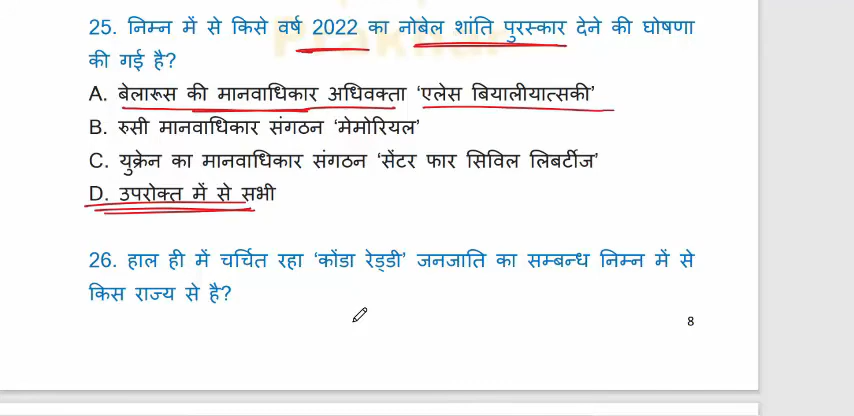 25. निम्न में से किसे वर्ष 2022 का नोबेल शांति पुरस्कार देने की घोषणा
की गई है?
A. बेलारूस की मानवाधिकार अधिवक्ता ‘एलेस बियालीयात्सकी’
B. रुसी मानवाधिकार संगठन ‘मेमोरियल’
C. युक्रेन का मानवाधिकार संगठन ‘सेंटर फार सिविल लिबर्टीज’
D. उपरोक्त में से सभी
26. हाल ही में चर्चित रहा ‘कोंडा रेड्डी’ जनजाति का सम्बन्ध निम्न में से
किस राज्य से है?
8